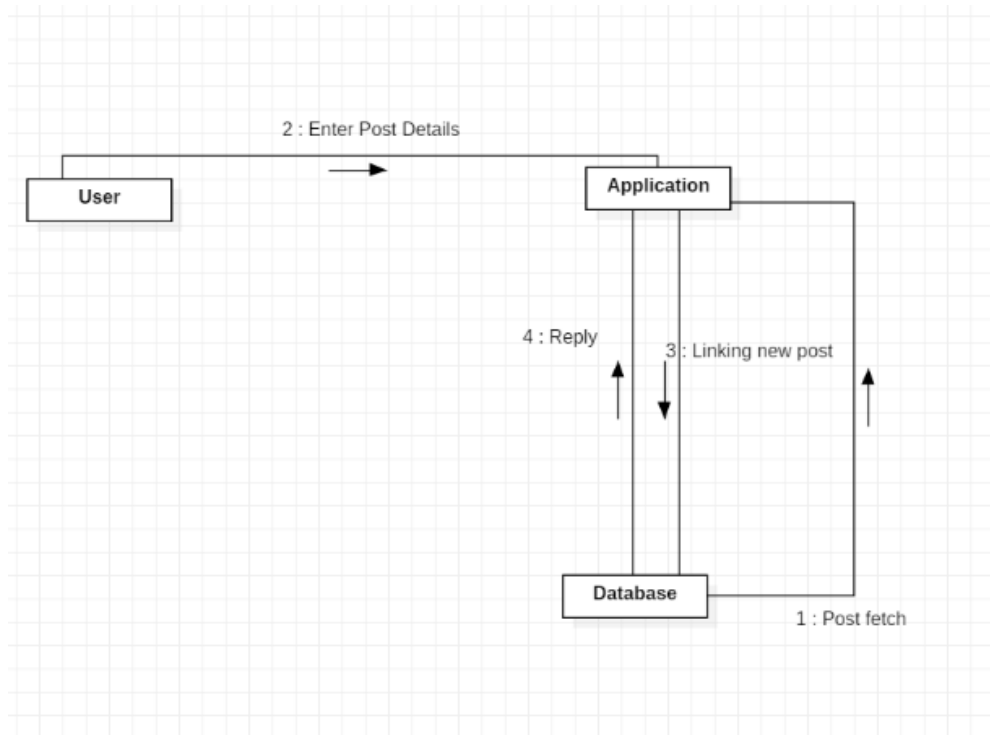 2 : Enter Post Details
User
Application
4 : Reply
3 : Linking new post
Database
1 : Post fetch